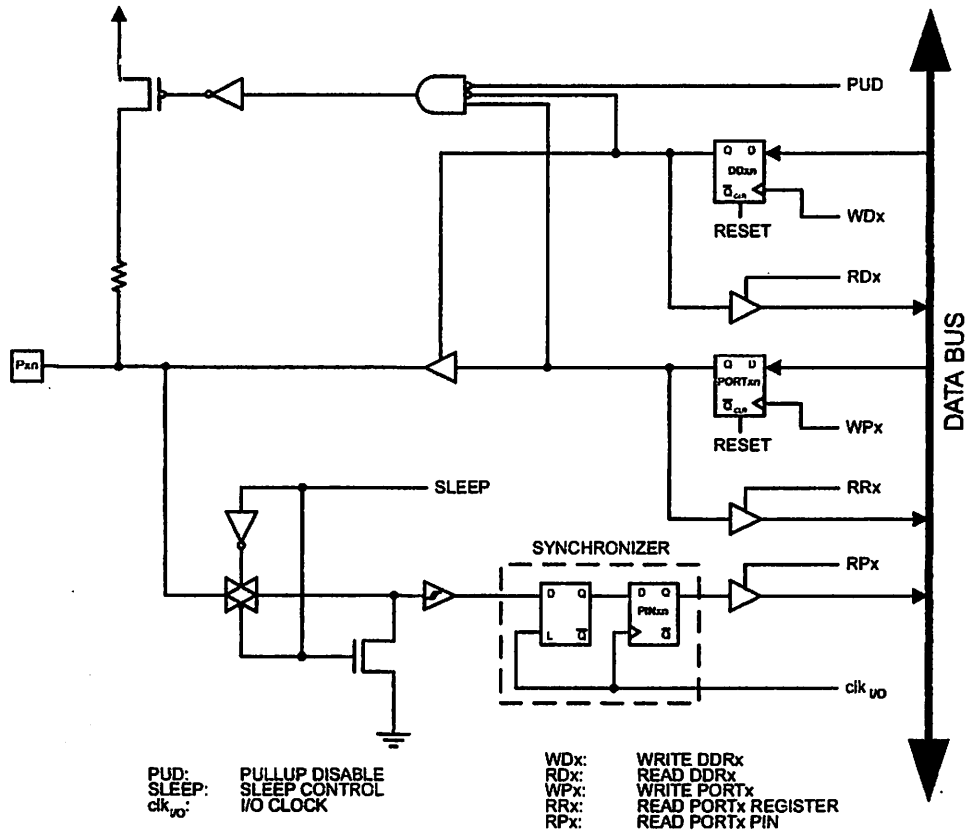 PUD
Q D
DDxn
Q CLR
WDx
RESET
RDx
Pxn
Q D
PORTxn
Q CLR
WPx
RESET
DATA BUS
SLEEP
RRx
SYNCHRONIZER
RPx
D Q
L Q
D Q
PINxn
Q
clk I/O
PUD: PULLUP DISABLE
SLEEP: SLEEP CONTROL
clk I/O: I/O CLOCK
WDx: WRITE DDRx
RDx: READ DDRx
WPx: WRITE PORTx
RRx: READ PORTx REGISTER
RPx: READ PORTx PIN